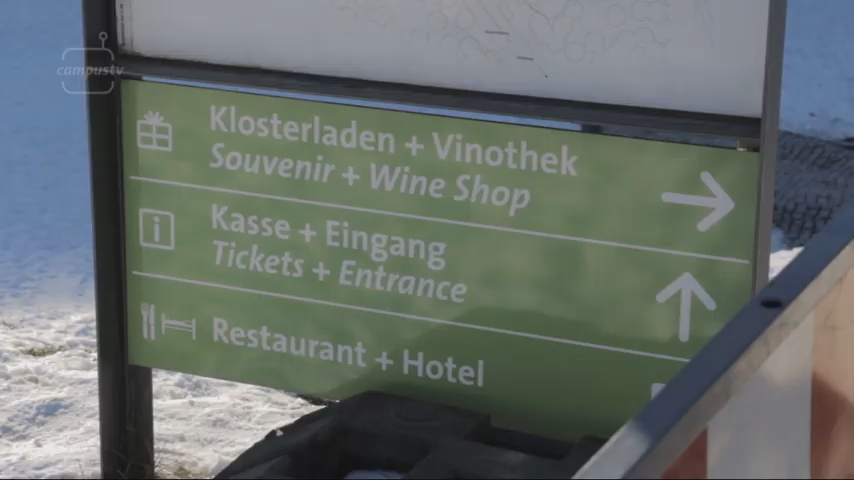 campustv
Klosterladen + Vinothek
Souvenir + Wine Shop
Kasse + Eingang
Tickets + Entrance
Restaurant + Hotel